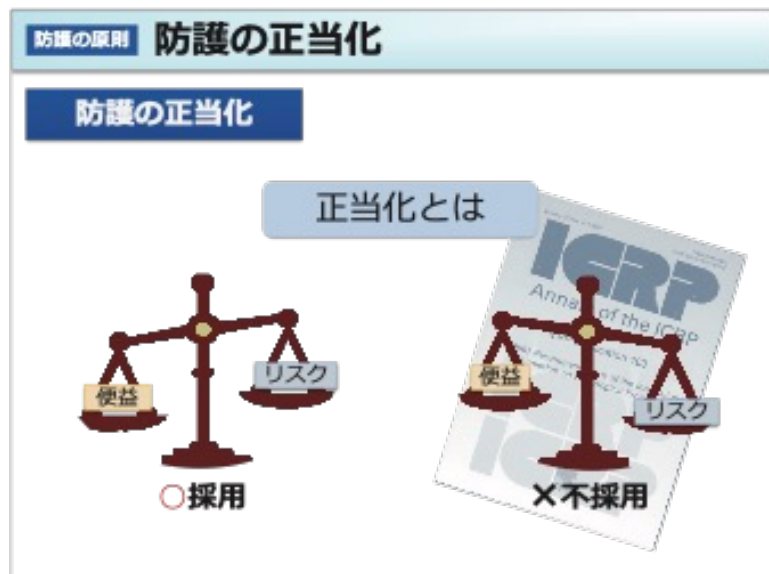 防護の原則 防護の正当化
防護の正当化
正当化とは
ICRP
Annals of the ICRP
便益
リスク
便益
リスク
○採用
×不採用